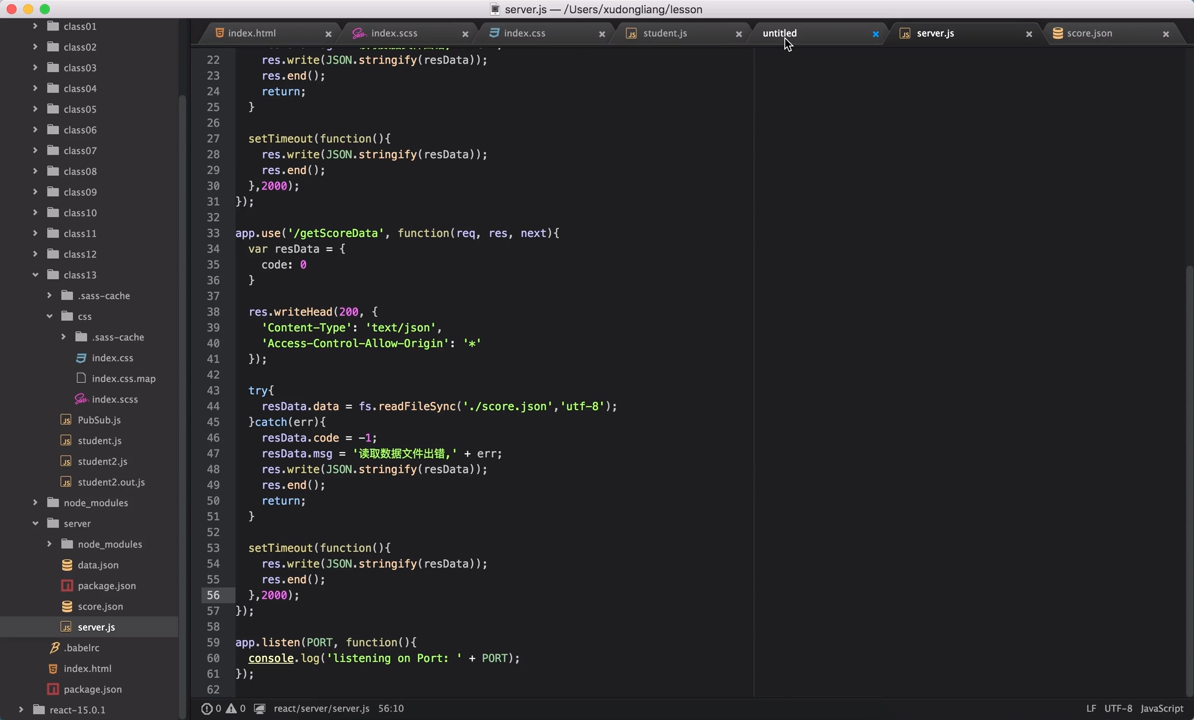 server.js — /Users/xudongliang/lesson
index.html
index.scss
index.css
student.js
untitled
server.js
score.json
class01
class02
class03
class04
class05
class06
class07
class08
class09
class10
class11
class12
class13
.sass-cache
css
.sass-cache
index.css
index.css.map
index.scss
PubSub.js
student.js
student2.js
student2.out.js
node_modules
server
node_modules
data.json
package.json
score.json
server.js
.babelrc
index.html
package.json
react-15.0.1
22 res.write(JSON.stringify(resData));
23 res.end();
24 return;
25 }
26
27 setTimeout(function(){
28 res.write(JSON.stringify(resData));
29 res.end();
30 },2000);
31 });
32
33 app.use('/getScoreData', function(req, res, next){
34 var resData = {
35 code: 0
36 }
37
38 res.writeHead(200, {
39 'Content-Type': 'text/json',
40 'Access-Control-Allow-Origin': '*'
41 });
42
43 try{
44 resData.data = fs.readFileSync('./score.json','utf-8');
45 }catch(err){
46 resData.code = -1;
47 resData.msg = '读取数据文件出错,' + err;
48 res.write(JSON.stringify(resData));
49 res.end();
50 return;
51 }
52
53 setTimeout(function(){
54 res.write(JSON.stringify(resData));
55 res.end();
56 },2000);
57 });
58
59 app.listen(PORT, function(){
60 console.log('listening on Port: ' + PORT);
61 });
62
0 0 react/server/server.js 56:10
LF UTF-8 JavaScript